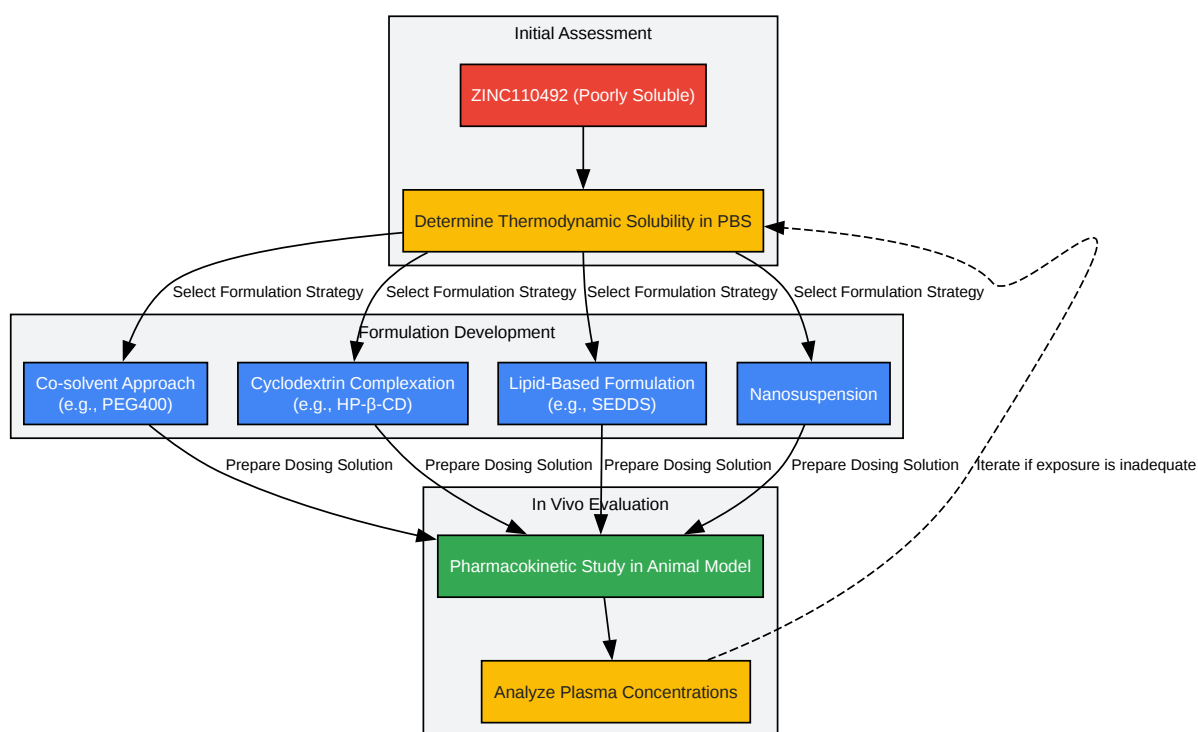 Initial Assessment
ZINC110492 (Poorly Soluble)
Determine Thermodynamic Solubility in PBS
Select Formulation Strategy
Select Formulation Strategy
Select Formulation Strategy
Select Formulation Strategy
Formulation Development
Co-solvent Approach
(e.g., PEG400)
Cyclodextrin Complexation
(e.g., HP-β-CD)
Lipid-Based Formulation
(e.g., SEDDS)
Nanosuspension
Prepare Dosing Solution
Prepare Dosing Solution
Prepare Dosing Solution
Prepare Dosing Solution
Iterate if exposure is inadequate
In Vivo Evaluation
Pharmacokinetic Study in Animal Model
Analyze Plasma Concentrations